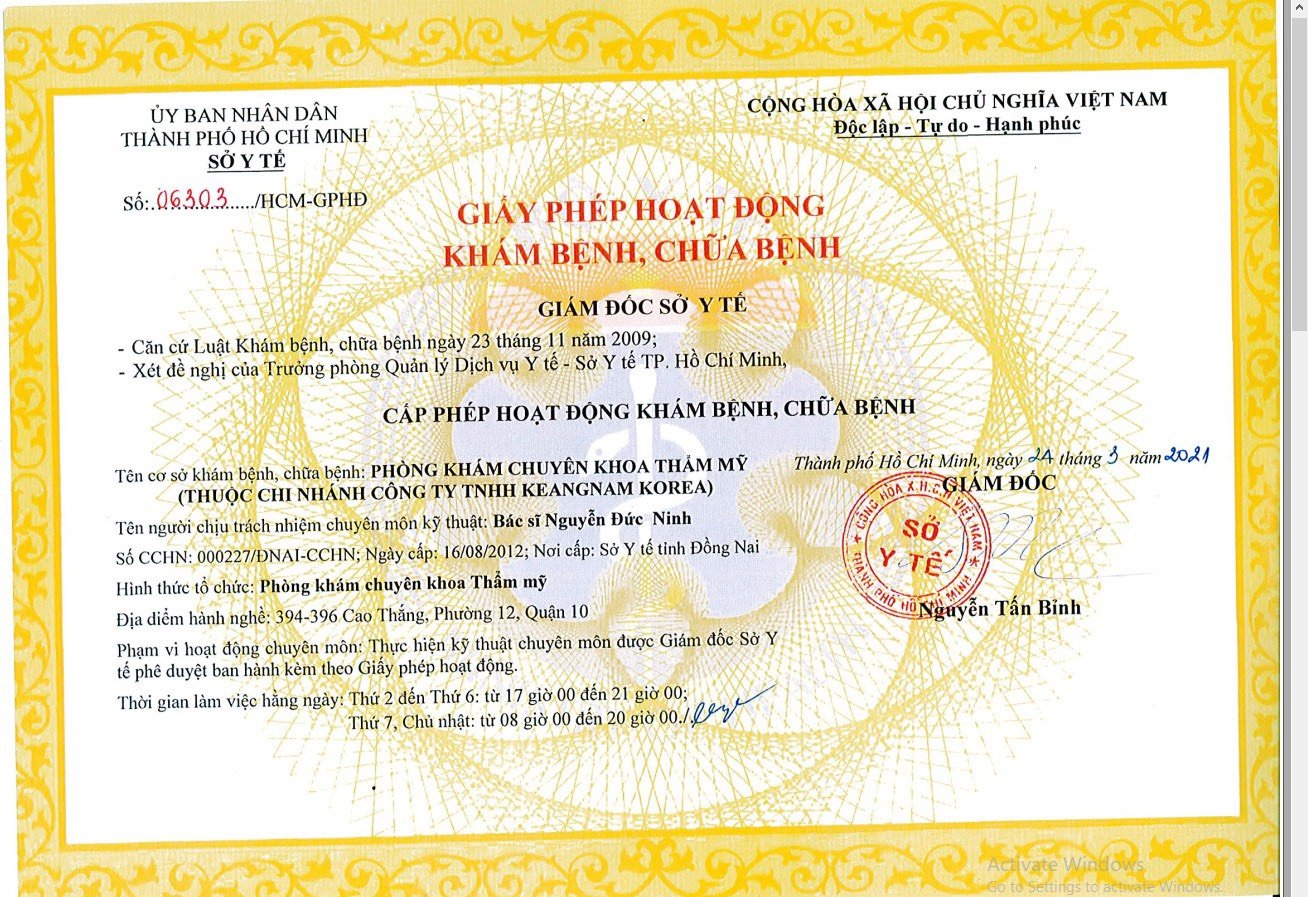 ỦY BAN NHÂN DÂN
THÀNH PHỐ HỒ CHÍ MINH
SỞ Y TẾ
Số:.06303....../HCM-GPHĐ
CỘNG HÒA XÃ HỘI CHỦ NGHĨA VIỆT NAM
Độc lập - Tự do - Hạnh phúc
GIẤY PHÉP HOẠT ĐỘNG
KHÁM BỆNH, CHỮA BỆNH
GIÁM ĐỐC SỞ Y TẾ
- Căn cứ Luật Khám bệnh, chữa bệnh ngày 23 tháng 11 năm 2009;
- Xét đề nghị của Trưởng phòng Quản lý Dịch vụ Y tế - Sở Y tế TP. Hồ Chí Minh,
CẤP PHÉP HOẠT ĐỘNG KHÁM BỆNH, CHỮA BỆNH
Tên cơ sở khám bệnh, chữa bệnh: PHÒNG KHÁM CHUYÊN KHOA THẨM MỸ
(THUỘC CHI NHÁNH CÔNG TY TNHH KEANGNAM KOREA)
Tên người chịu trách nhiệm chuyên môn kỹ thuật: Bác sĩ Nguyễn Đức Ninh
Số CCHN: 000227/ĐNAI-CCHN; Ngày cấp: 16/08/2012; Nơi cấp: Sở Y tế tỉnh Đồng Nai
Hình thức tổ chức: Phòng khám chuyên khoa Thẩm mỹ
Địa điểm hành nghề: 394-396 Cao Thắng, Phường 12, Quận 10
Phạm vi hoạt động chuyên môn: Thực hiện kỹ thuật chuyên môn được Giám đốc Sở Y
tế phê duyệt ban hành kèm theo Giấy phép hoạt động.
Thời gian làm việc hằng ngày: Thứ 2 đến Thứ 6: từ 17 giờ 00 đến 21 giờ 00;
Thứ 7, Chủ nhật: từ 08 giờ 00 đến 20 giờ 00./.
Thành phố Hồ Chí Minh, ngày 24 tháng 3 năm 2021
GIÁM ĐỐC
CỘNG HÒA X.H.C.N VIỆT NAM
SỞ
Y TẾ
THÀNH PHỐ HỒ CHÍ MINH
Nguyễn Tấn Bỉnh
Activate Windows
Go to Settings to activate Windows.